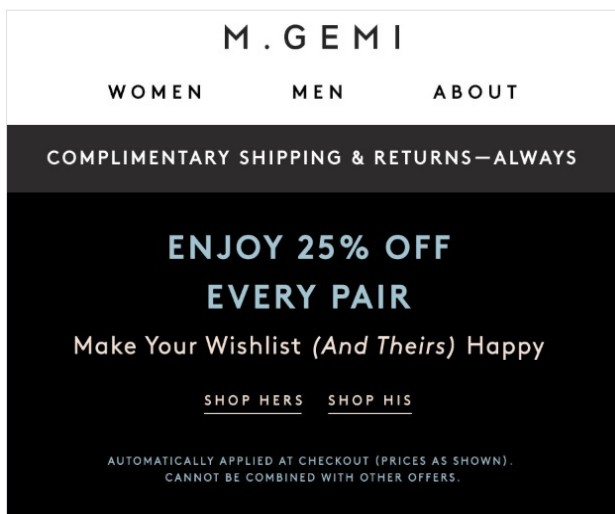 M.GEMI
WOMEN MEN ABOUT
COMPLIMENTARY SHIPPING & RETURNS—ALWAYS
ENJOY 25% OFF
EVERY PAIR
Make Your Wishlist (And Theirs) Happy
SHOP HERS SHOP HIS
AUTOMATICALLY APPLIED AT CHECKOUT (PRICES AS SHOWN).
CANNOT BE COMBINED WITH OTHER OFFERS.